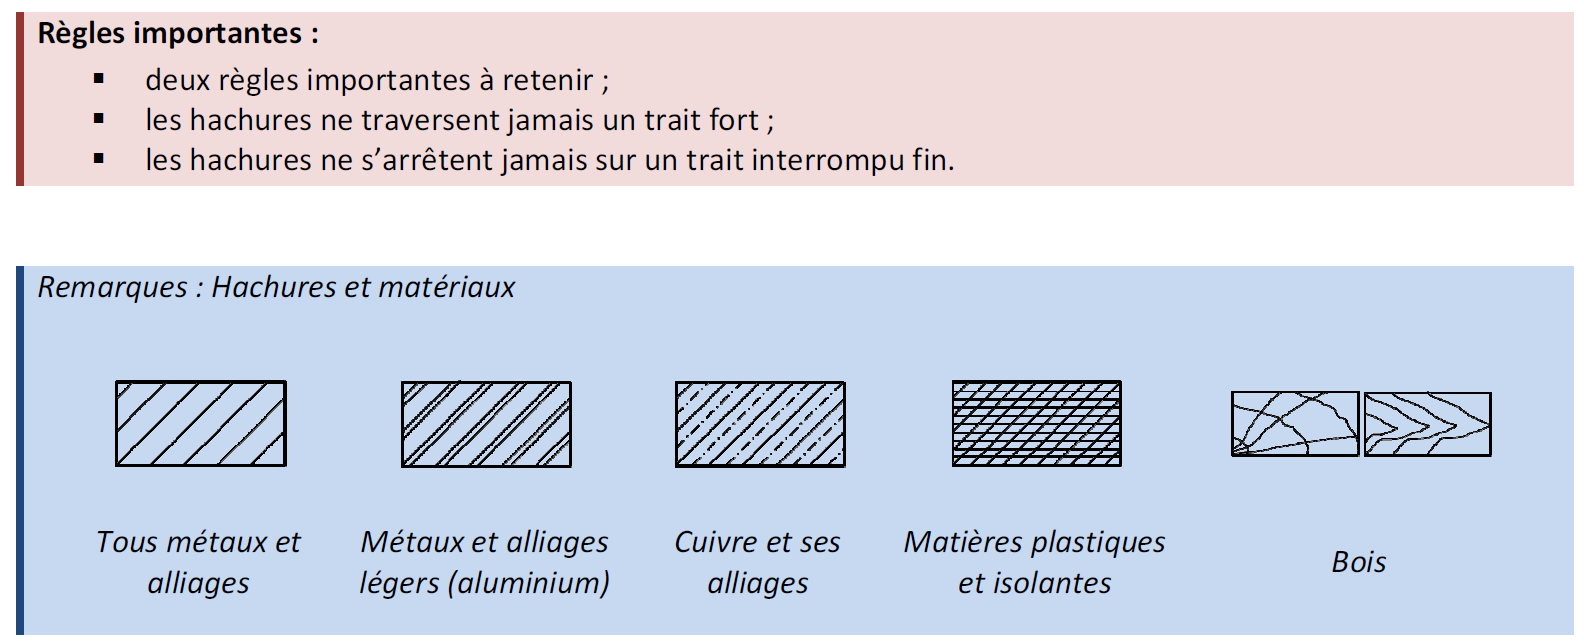 Règles importantes :
▪ deux règles importantes à retenir ;
▪ les hachures ne traversent jamais un trait fort ;
▪ les hachures ne s’arrêtent jamais sur un trait interrompu fin.
Remarques : Hachures et matériaux
Tous métaux et
alliages
Métaux et alliages
légers (aluminium)
Cuivre et ses
alliages
Matières plastiques
et isolantes
Bois